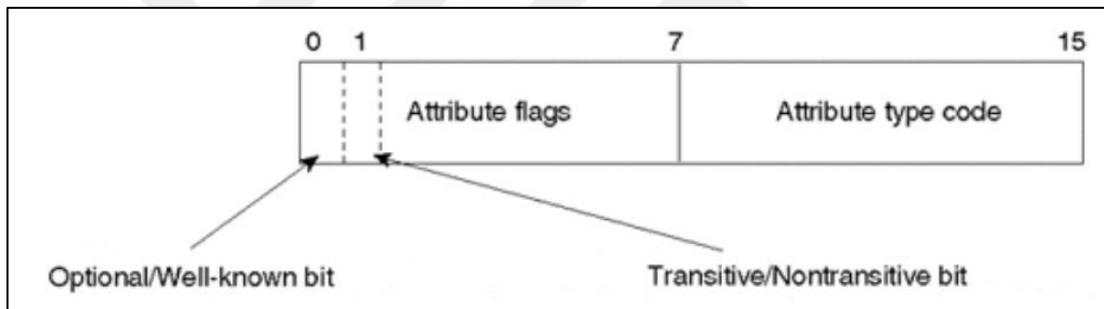 0 1 7 15
Attribute flags Attribute type code
Optional/Well-known bit Transitive/Nontransitive bit